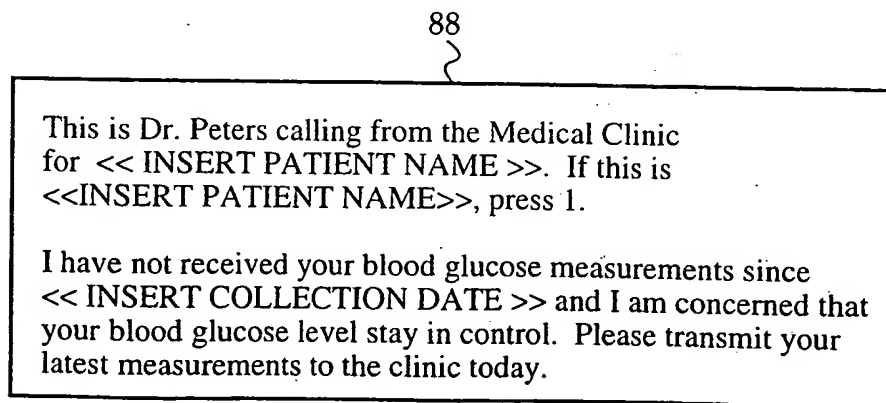 88
This is Dr. Peters calling from the Medical Clinic
for << INSERT PATIENT NAME >>. If this is
<<INSERT PATIENT NAME>>, press 1.
I have not received your blood glucose measurements since
<< INSERT COLLECTION DATE >> and I am concerned that
your blood glucose level stay in control. Please transmit your
latest measurements to the clinic today.